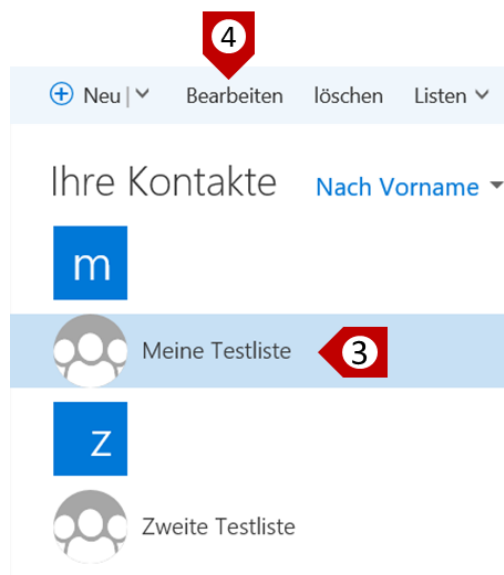 4
Neu | Bearbeiten löschen Listen
Ihre Kontakte Nach Vorname
m
Meine Testliste 3
z
Zweite Testliste